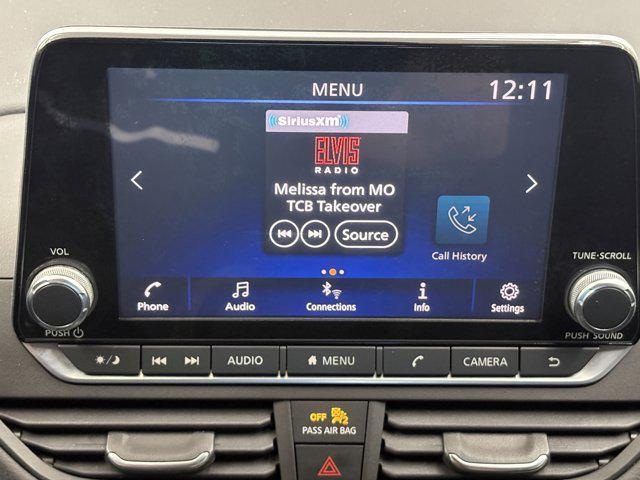 MENU 12:11
SiriusXM
ELVIS
RADIO
Melissa from MO
TCB Takeover
Source
Call History
Phone Audio Connections Info Settings
VOL
PUSH
TUNE·SCROLL
PUSH SOUND
AUDIO MENU CAMERA
OFF 2
PASS AIR BAG